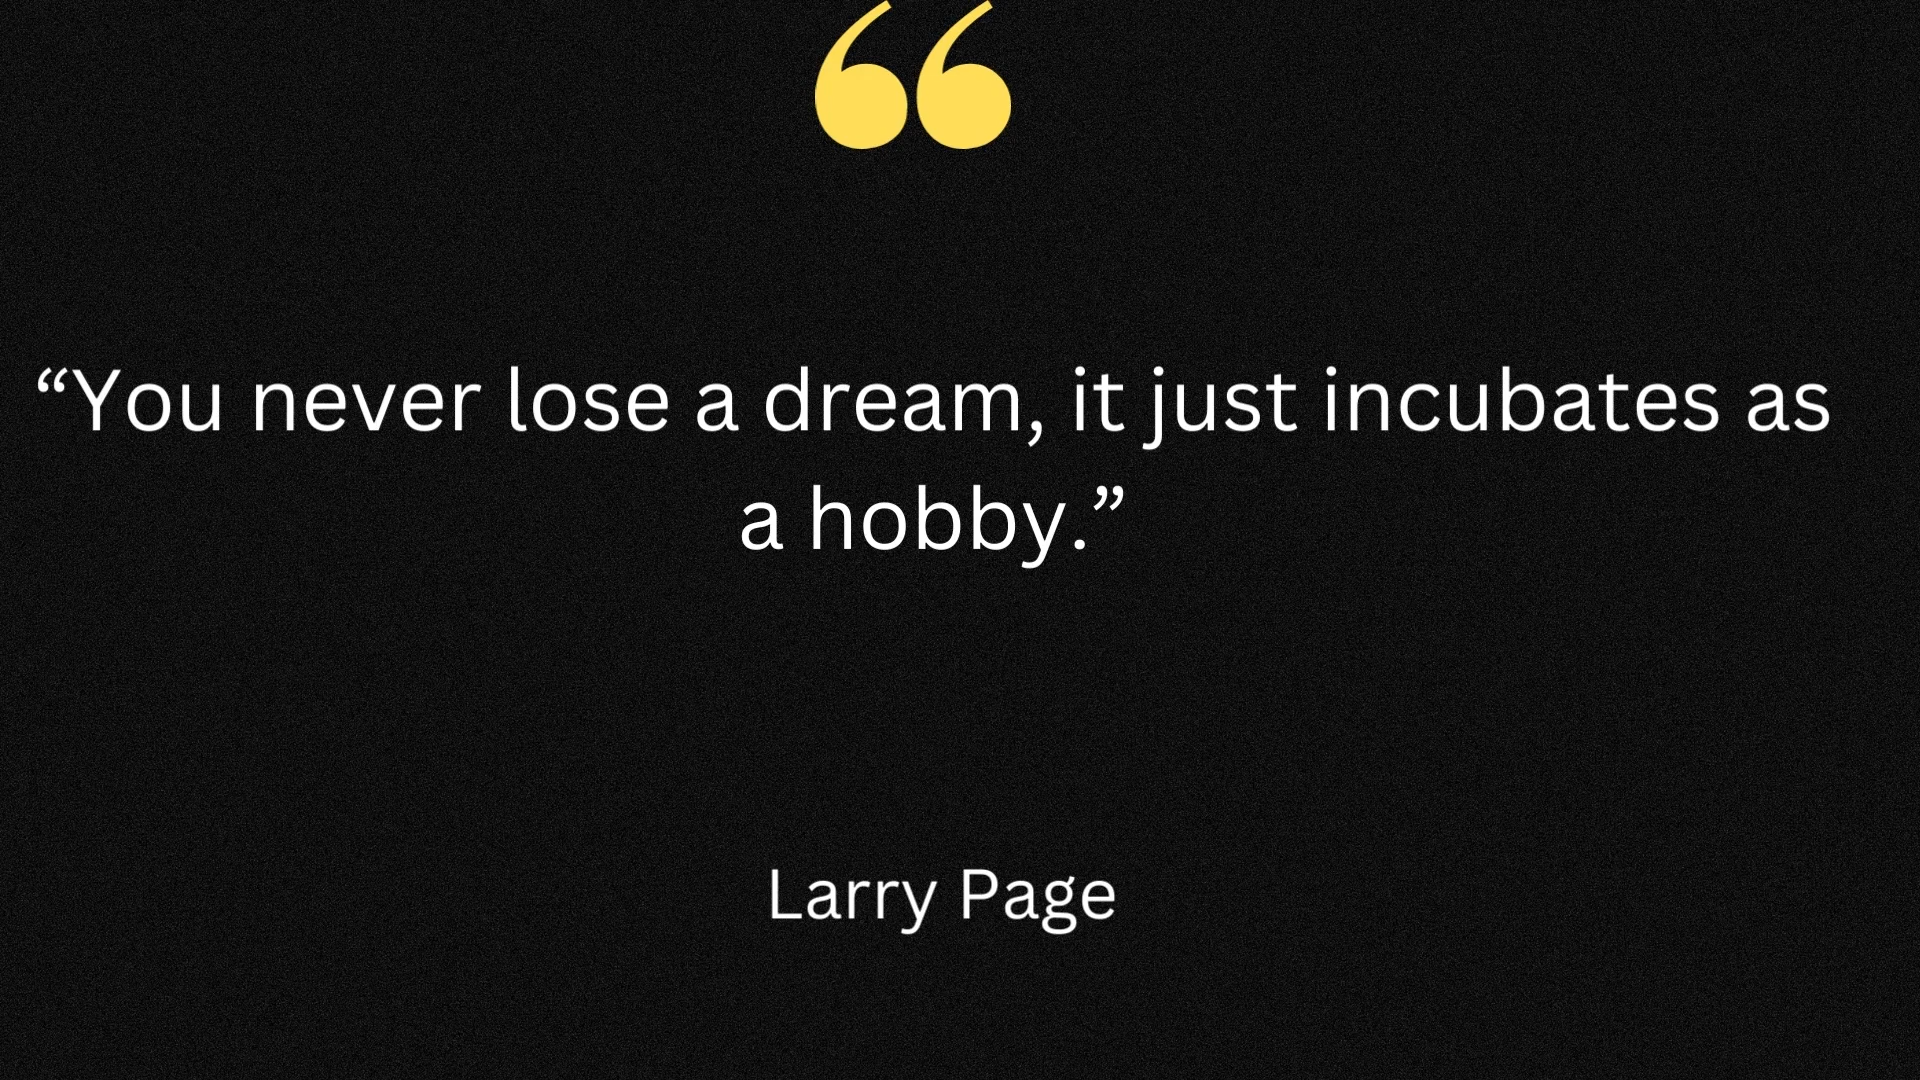 “
“You never lose a dream, it just incubates as
a hobby.”
Larry Page